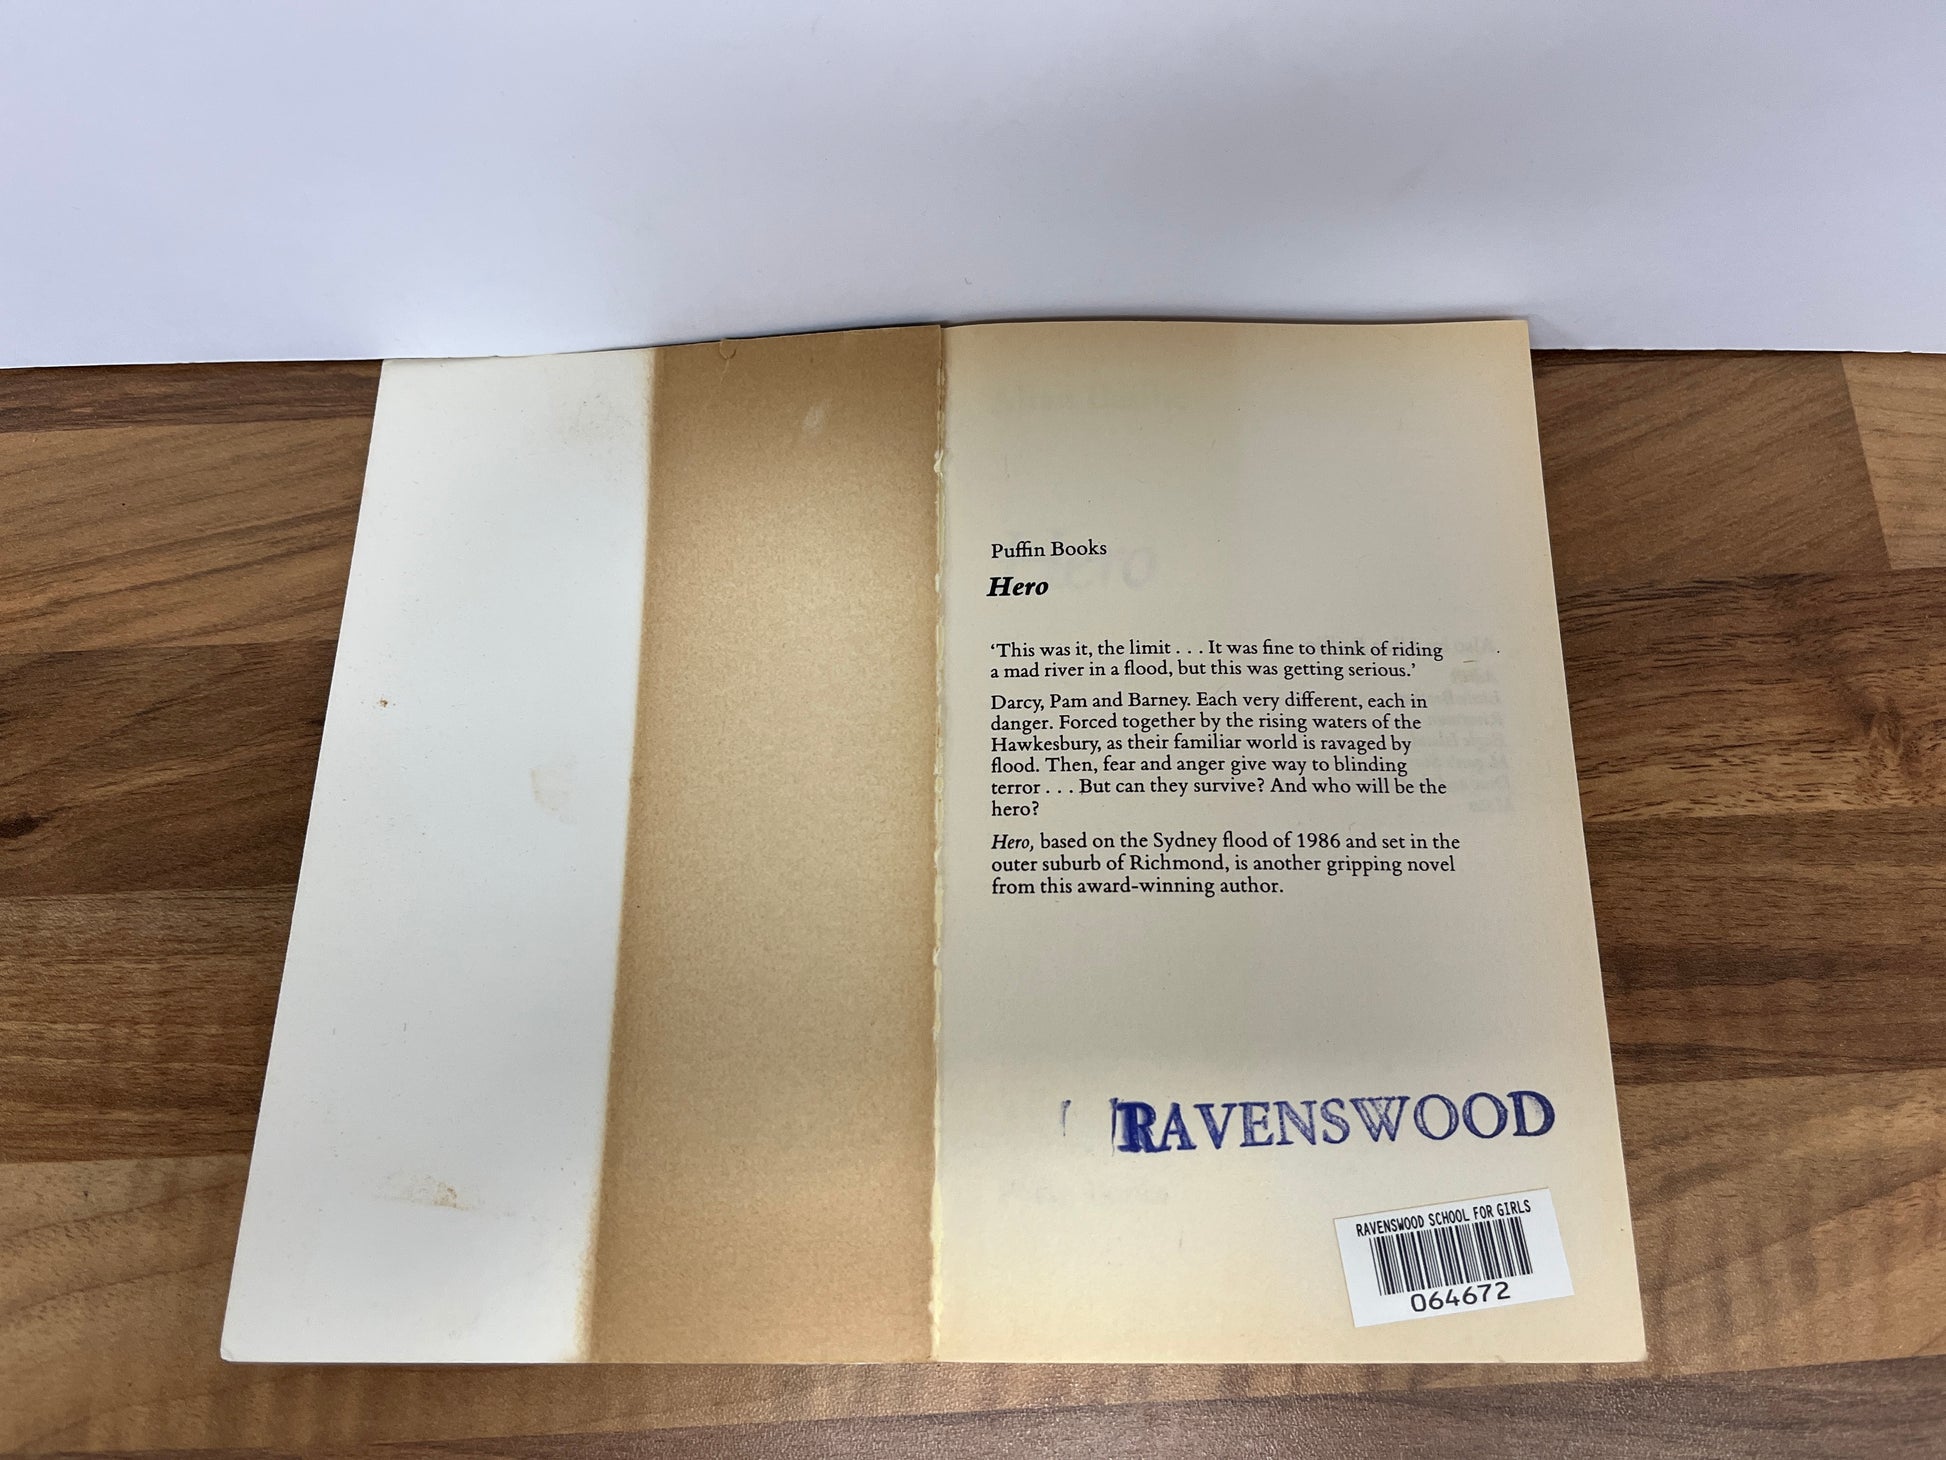 Puffin Books
Hero
‘This was it, the limit . . . It was fine to think of riding
a mad river in a flood, but this was getting serious.’
Darcy, Pam and Barney. Each very different, each in
danger. Forced together by the rising waters of the
Hawkesbury, as their familiar world is ravaged by
flood. Then, fear and anger give way to blinding
terror . . . But can they survive? And who will be the
hero?
Hero, based on the Sydney flood of 1986 and set in the
outer suburb of Richmond, is another gripping novel
from this award-winning author.
RAVENSWOOD
RAVENSWOOD SCHOOL FOR GIRLS
064672